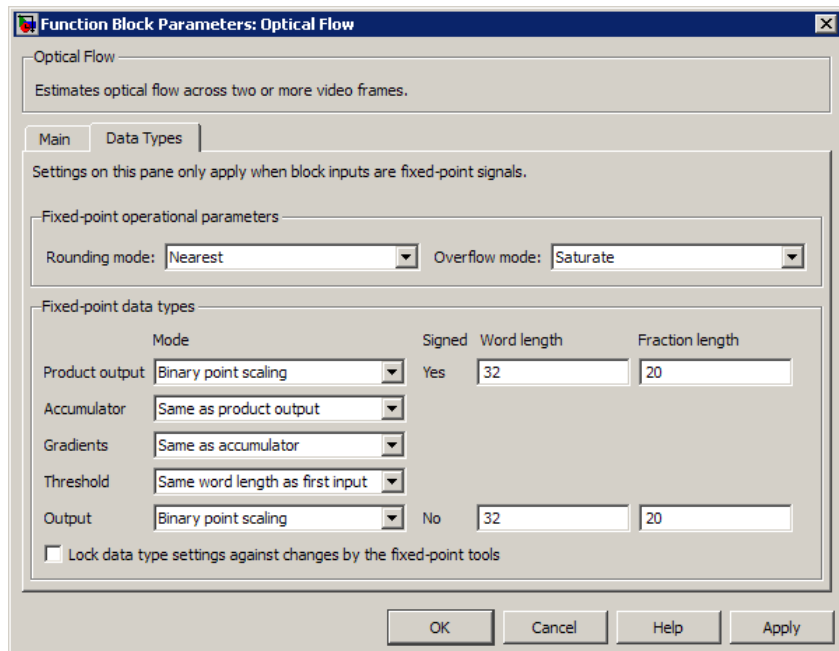 Function Block Parameters: Optical Flow
Optical Flow
Estimates optical flow across two or more video frames.
Main Data Types
Settings on this pane only apply when block inputs are fixed-point signals.
Fixed-point operational parameters
Rounding mode: Nearest Overflow mode: Saturate
Fixed-point data types
Mode Signed Word length Fraction length
Product output Binary point scaling Yes 32 20
Accumulator Same as product output
Gradients Same as accumulator
Threshold Same word length as first input
Output Binary point scaling No 32 20
Lock data type settings against changes by the fixed-point tools
OK Cancel Help Apply